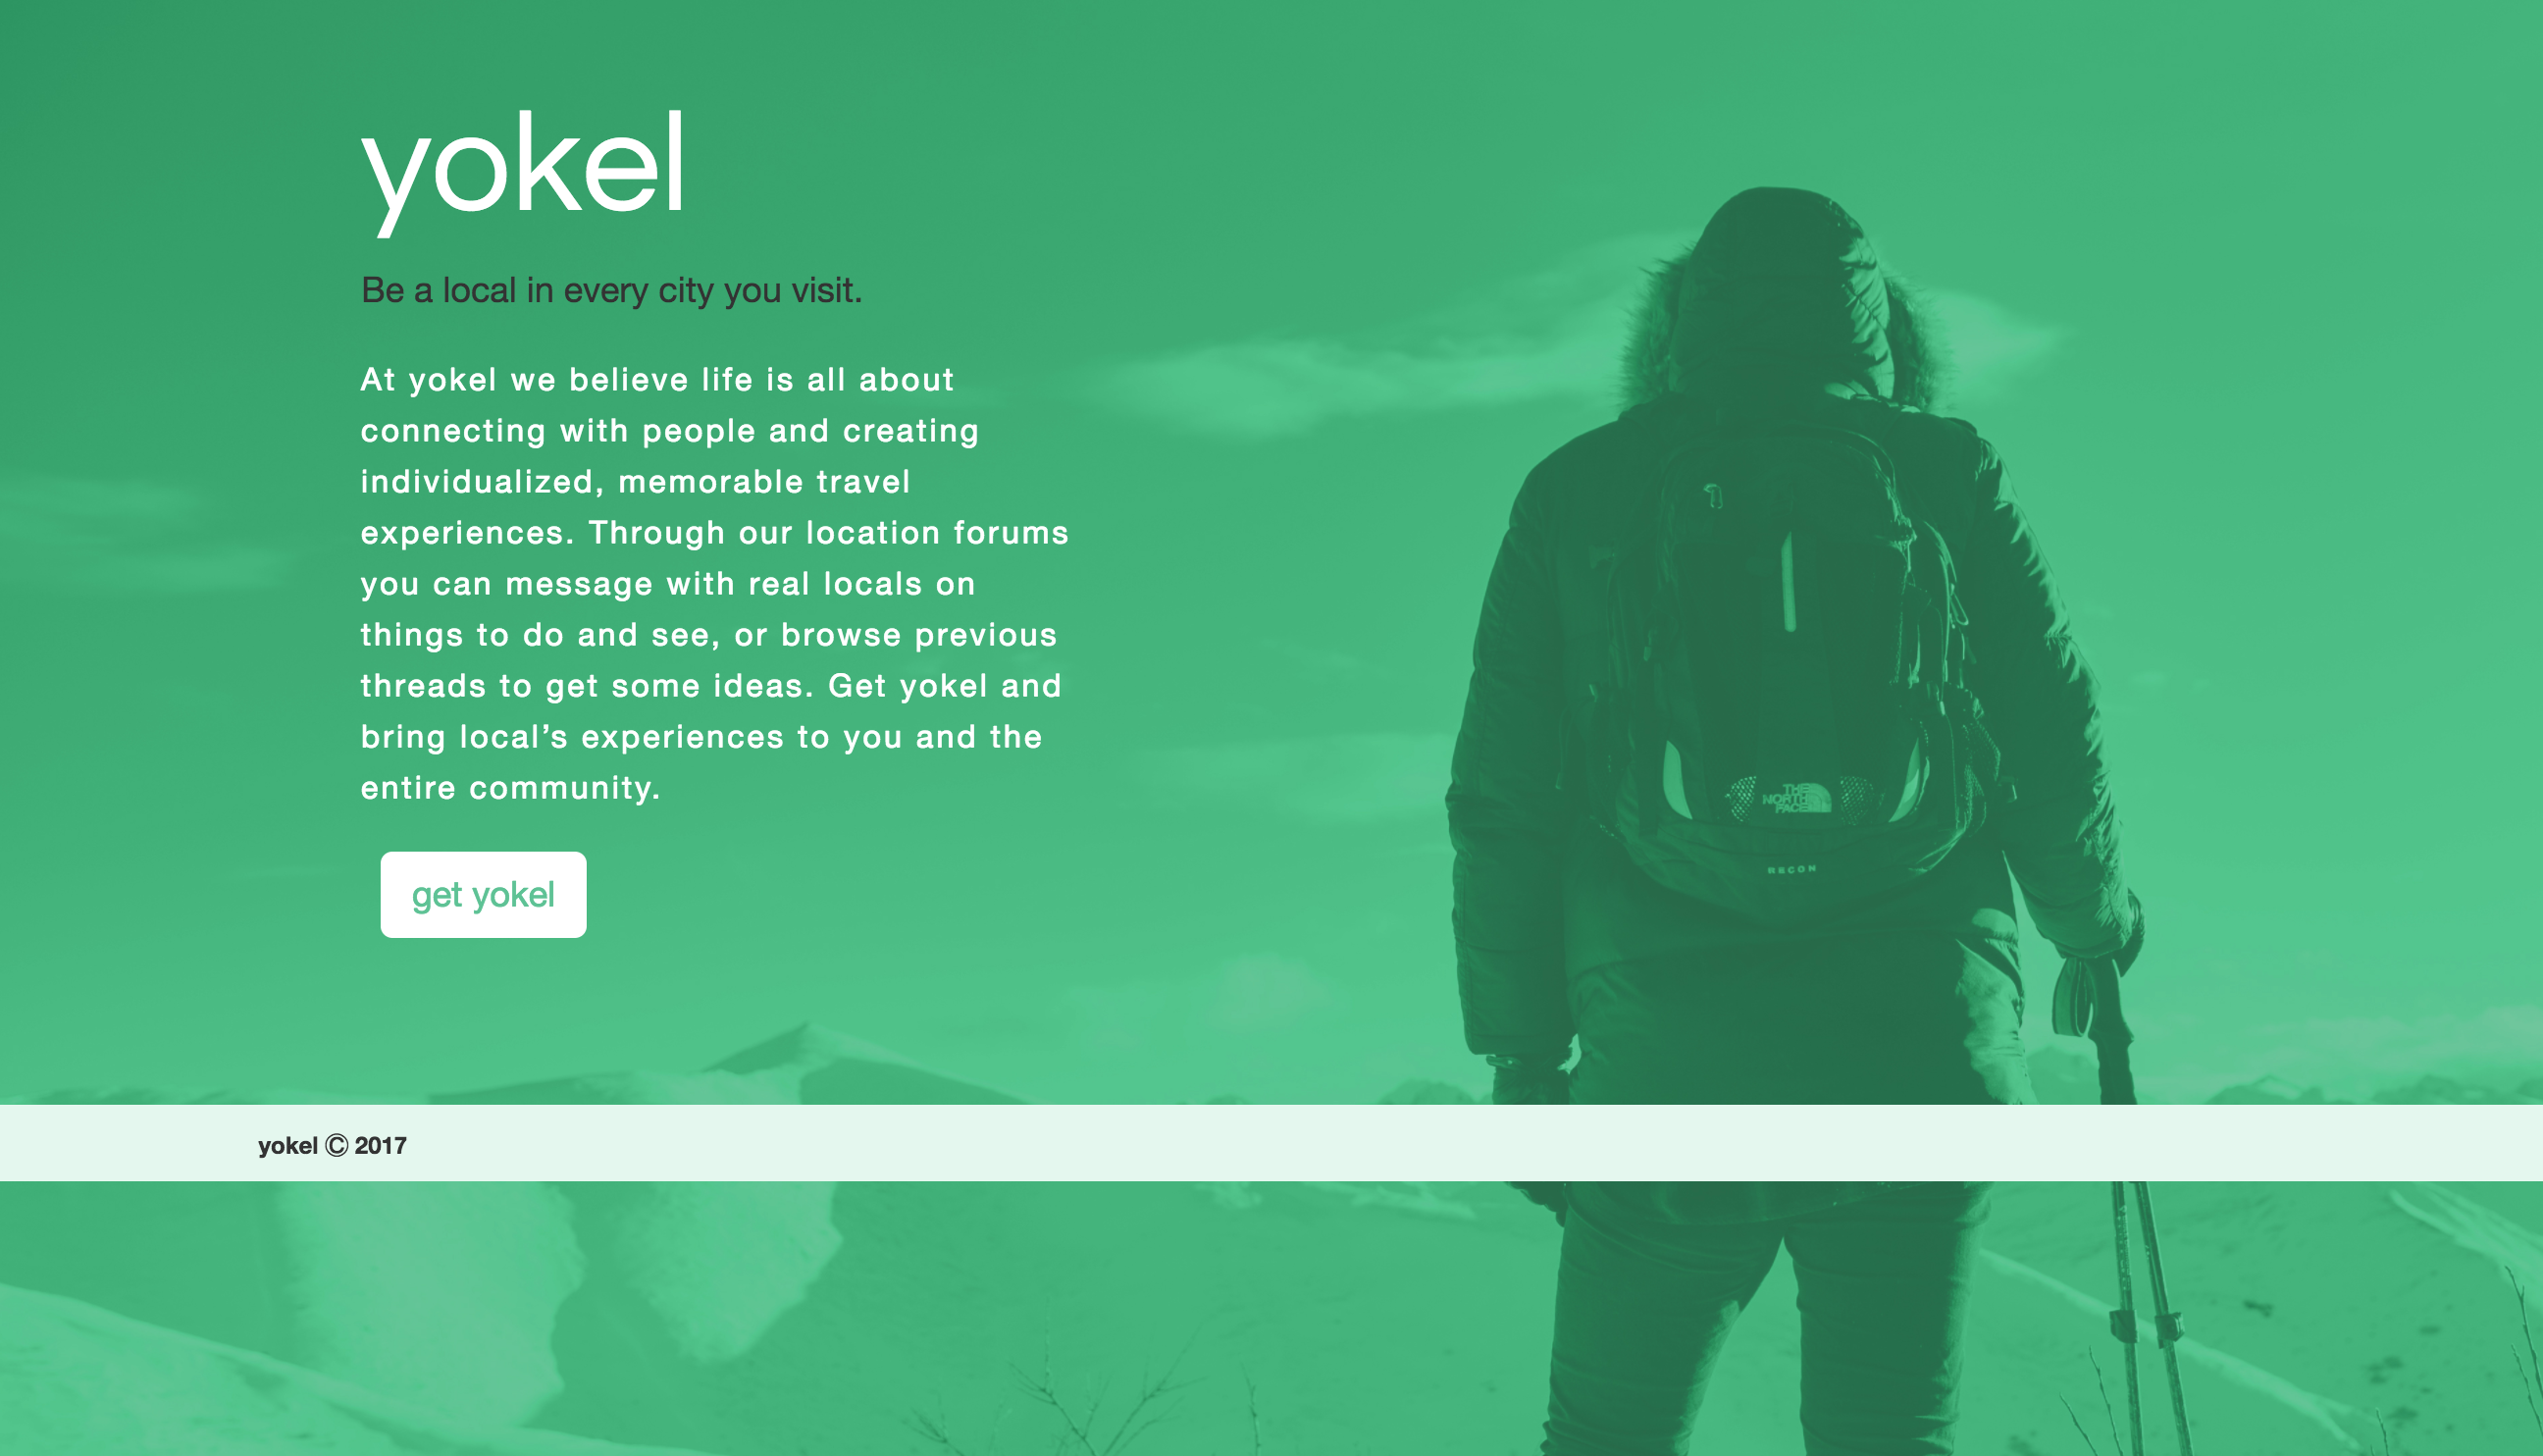 yokel
Be a local in every city you visit.
At yokel we believe life is all about
connecting with people and creating
individualized, memorable travel
experiences. Through our location forums
you can message with real locals on
things to do and see, or browse previous
threads to get some ideas. Get yokel and
bring local’s experiences to you and the
entire community.
get yokel
THE
NORTH
FACE
RECON
yokel © 2017